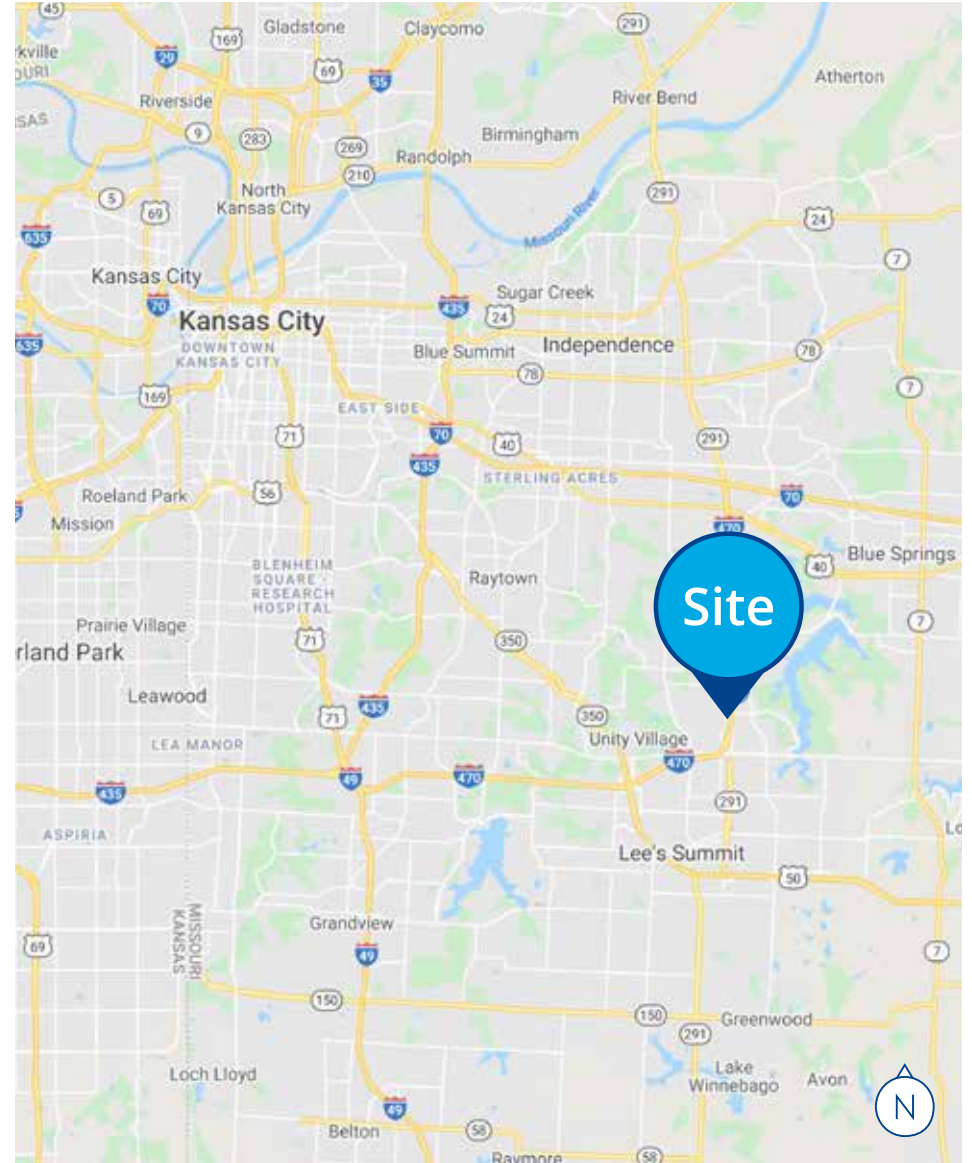 45
169
Gladstone
Claycomo
291
29
69
35
Atherton
Riverside
River Bend
9
283
269
Birmingham
Randolph
210
5
69
North
Kansas City
291
24
635
Missouri River
7
Kansas City
70
435
Sugar Creek
24
Kansas City
635
DOWNTOWN
KANSAS CITY
Blue Summit
Independence
78
78
169
7
EAST SIDE
71
70
40
291
435
STERLING ACRES
56
70
Roeland Park
Mission
470
BLENHEIM
SQUARE -
RESEARCH
HOSPITAL
Raytown
40
Blue Springs
Site
Prairie Village
71
350
7
rland Park
Leawood
435
71
350
Unity Village
LEA MANOR
49
470
470
435
291
ASPIRIA
Lee's Summit
50
MISSOURI
KANSAS
Grandview
69
49
7
150
150
Greenwood
291
Loch Lloyd
Lake
Winnebago
Avon
N
49
Belton
58
Raymore
58